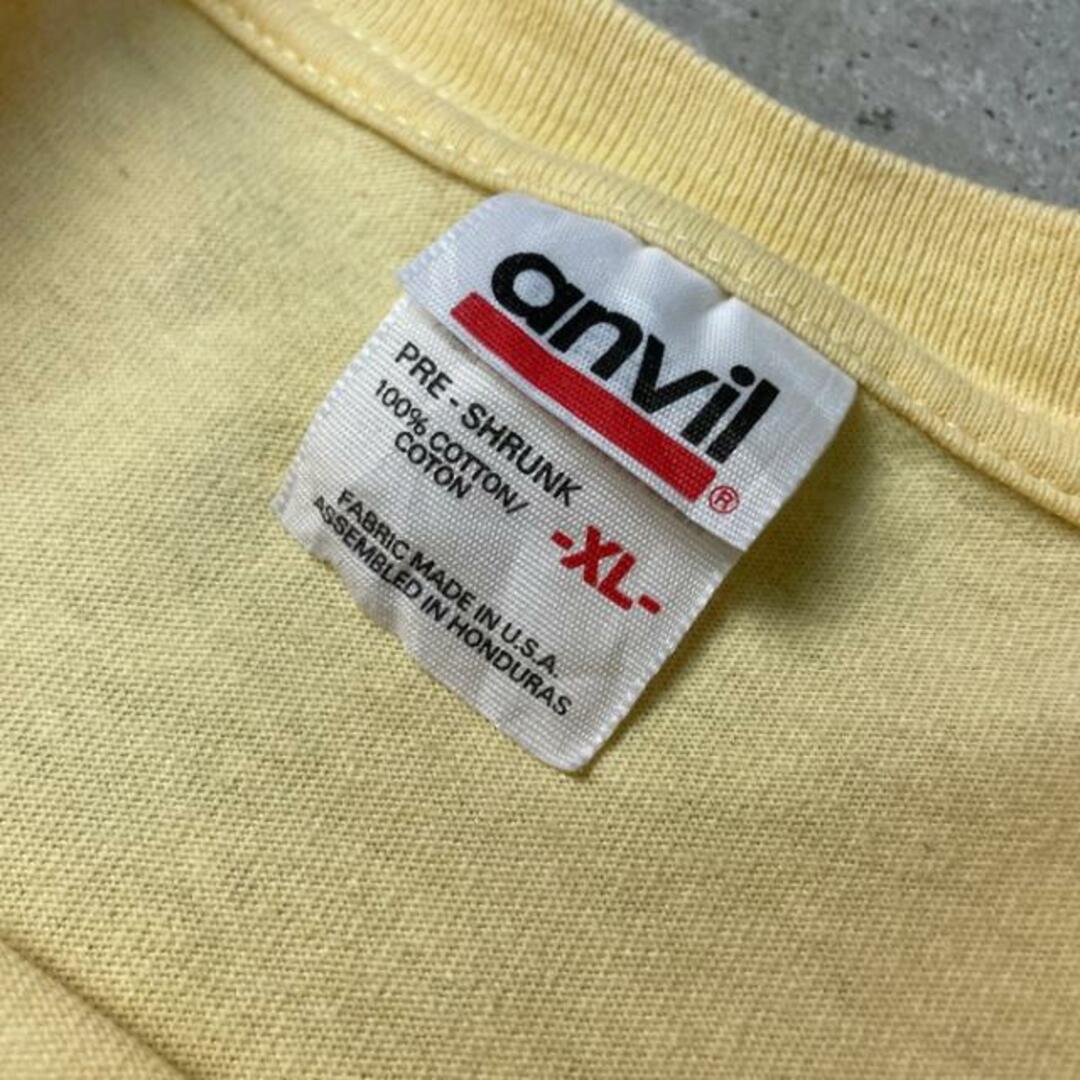 anvil®
PRE - SHRUNK
100% COTTON/
COTON
-XL-
FABRIC MADE IN U.S.A.
ASSEMBLED IN HONDURAS